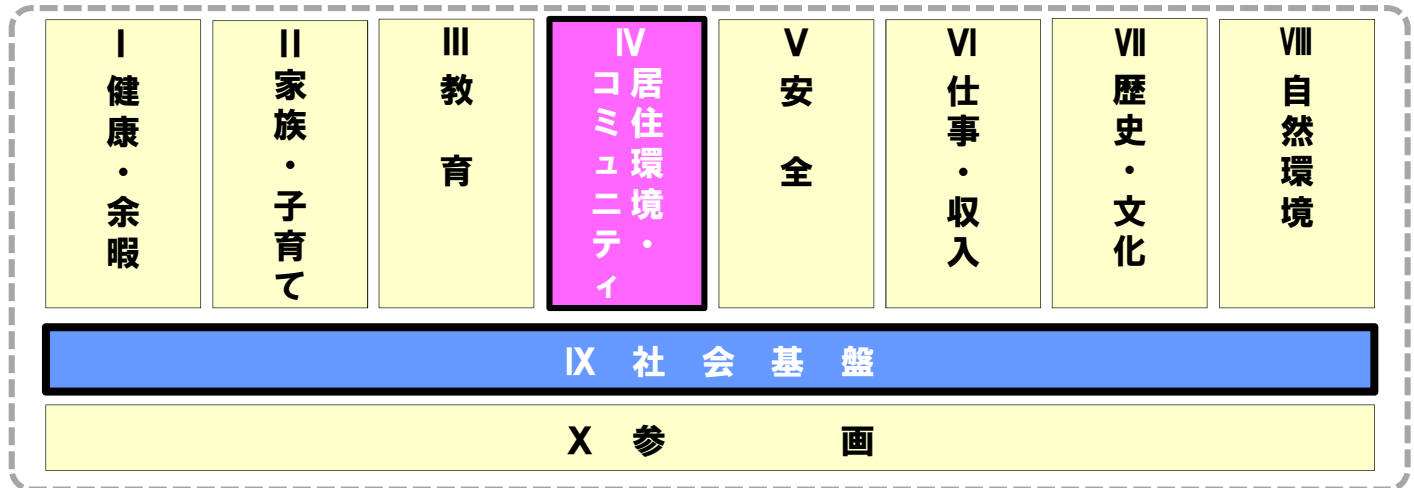 Ⅰ
健康・余暇
Ⅱ
家族・子育て
Ⅲ
教育
Ⅳ
居住環境・
コミュニティ
Ⅴ
安全
Ⅵ
仕事・収入
Ⅶ
歴史・文化
Ⅷ
自然環境
Ⅸ 社会基盤
Ⅹ 参画